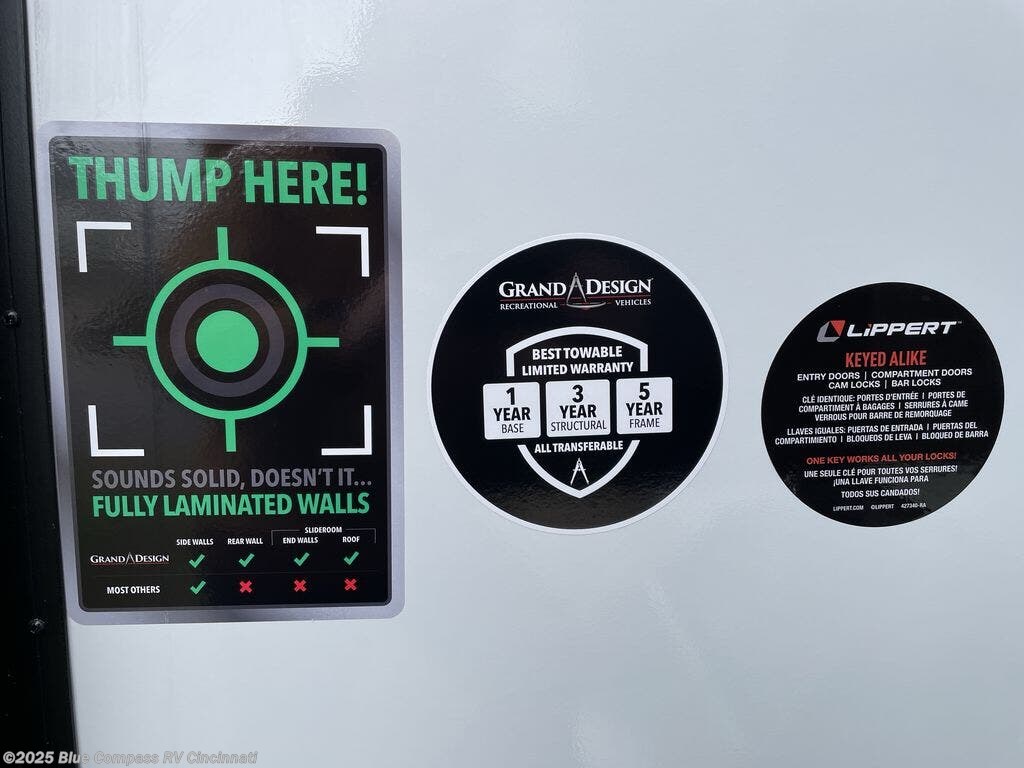 THUMP HERE!
SOUNDS SOLID, DOESN'T IT...
FULLY LAMINATED WALLS
SLIDEROOM
SIDE WALLS REAR WALL END WALLS ROOF
GRAND DESIGN
MOST OTHERS
GRAND DESIGN
RECREATIONAL VEHICLES
BEST TOWABLE
LIMITED WARRANTY
1 3 5
YEAR YEAR YEAR
BASE STRUCTURAL FRAME
ALL TRANSFERABLE
LIPPERT™
KEYED ALIKE
ENTRY DOORS | COMPARTMENT DOORS
CAM LOCKS | BAR LOCKS
CLÉ IDENTIQUE: PORTES D'ENTRÉE | PORTES DE
COMPARTIMENT À BAGAGES | SERRURES À CAME
VERROUS POUR BARRE DE REMORQUAGE
LLAVES IGUALES: PUERTAS DE ENTRADA | PUERTAS DEL
COMPARTIMIENTO | BLOQUEOS DE LEVA | BLOQUEO DE BARRA
ONE KEY WORKS ALL YOUR LOCKS!
UNE SEULE CLÉ POUR TOUTES VOS SERRURES!
¡UNA LLAVE FUNCIONA PARA
TODOS SUS CANDADOS!
LIPPERT.COM ©LIPPERT 427340-RA
©2025 Blue Compass RV Cincinnati